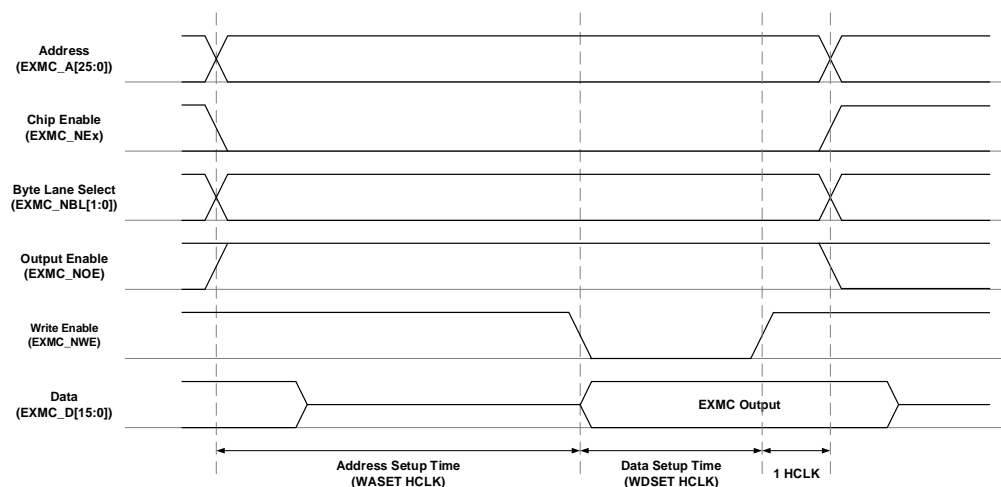 Address
(EXMC_A[25:0])
Chip Enable
(EXMC_NEx)
Byte Lane Select
(EXMC_NBL[1:0])
Output Enable
(EXMC_NOE)
Write Enable
(EXMC_NWE)
Data
(EXMC_D[15:0])
EXMC Output
Address Setup Time
(WASET HCLK)
Data Setup Time
(WDSET HCLK)
1 HCLK